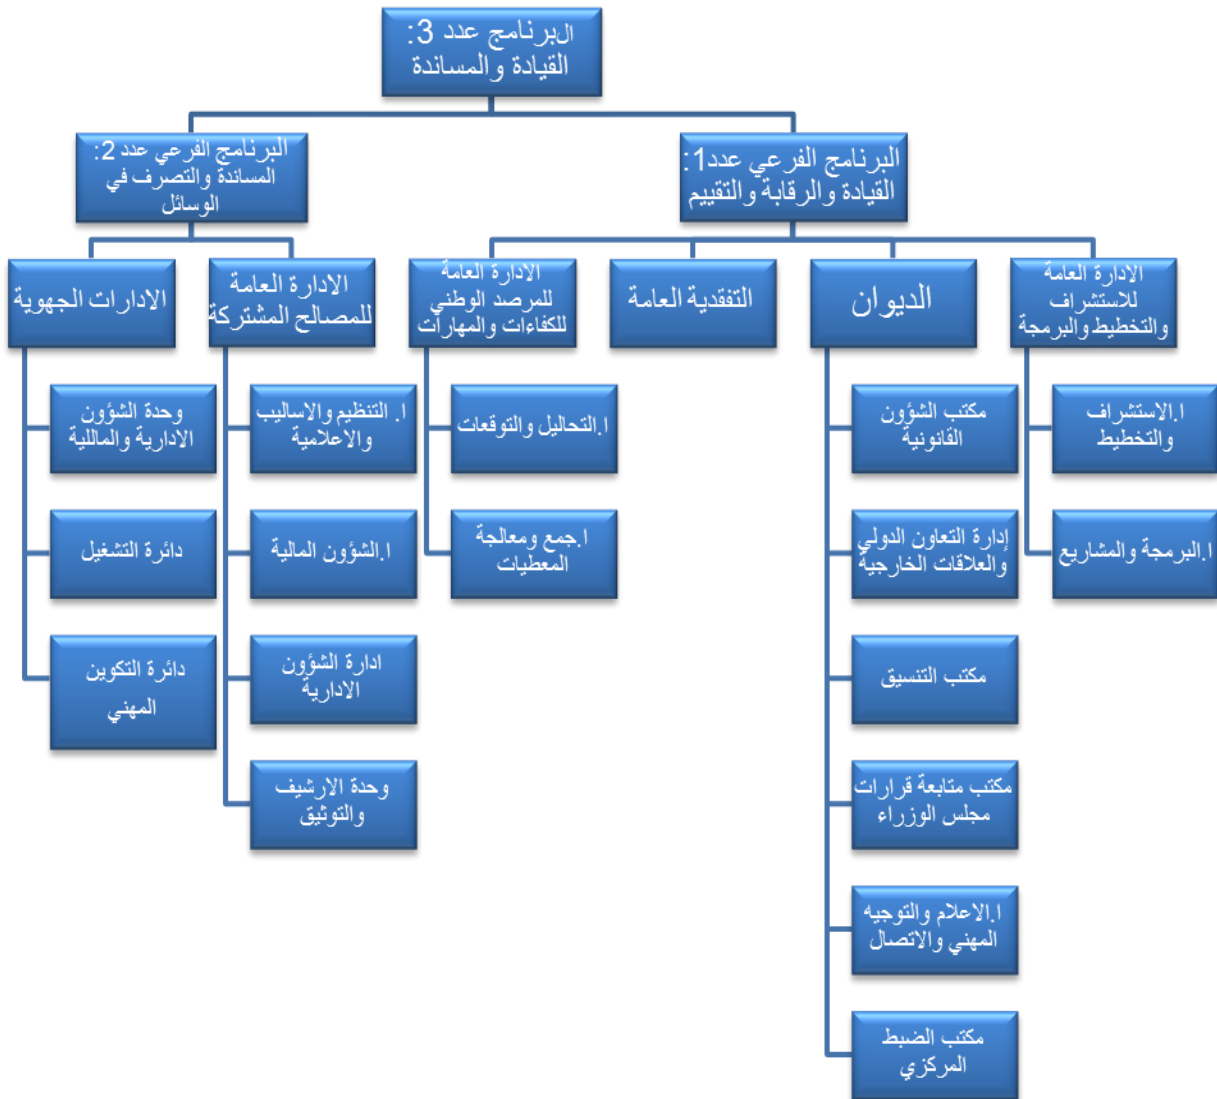 البرنامج عدد 3:
القيادة والمساندة
البرنامج الفرعي عدد1:
القيادة والرقابة والتقييم
البرنامج الفرعي عدد 2:
المساندة والتصرف في
الوسائل
الادارة العامة
للاستشراف
والتخطيط والبرمجة
الديوان
التفقدية العامة
الادارة العامة
للمرصد الوطني
للكفاءات والمهارات
الادارة العامة
للمصالح المشتركة
الادارات الجهوية
ا.الاستشراف
والتخطيط
ا.البرمجة والمشاريع
مكتب الشؤون
القانونية
إدارة التعاون الدولي
والعلاقات الخارجية
مكتب التنسيق
مكتب متابعة قرارات
مجلس الوزراء
ا.الاعلام والتوجيه
المهني والاتصال
مكتب الضبط
المركزي
ا.التحاليل والتوقعات
ا.جمع ومعالجة
المعطيات
ا. التنظيم والاساليب
والاعلامية
ا.الشؤون المالية
ادارة الشؤون
الادارية
وحدة الارشيف
والتوثيق
وحدة الشؤون
الادارية والماللية
دائرة التشغيل
دائرة التكوين
المهني